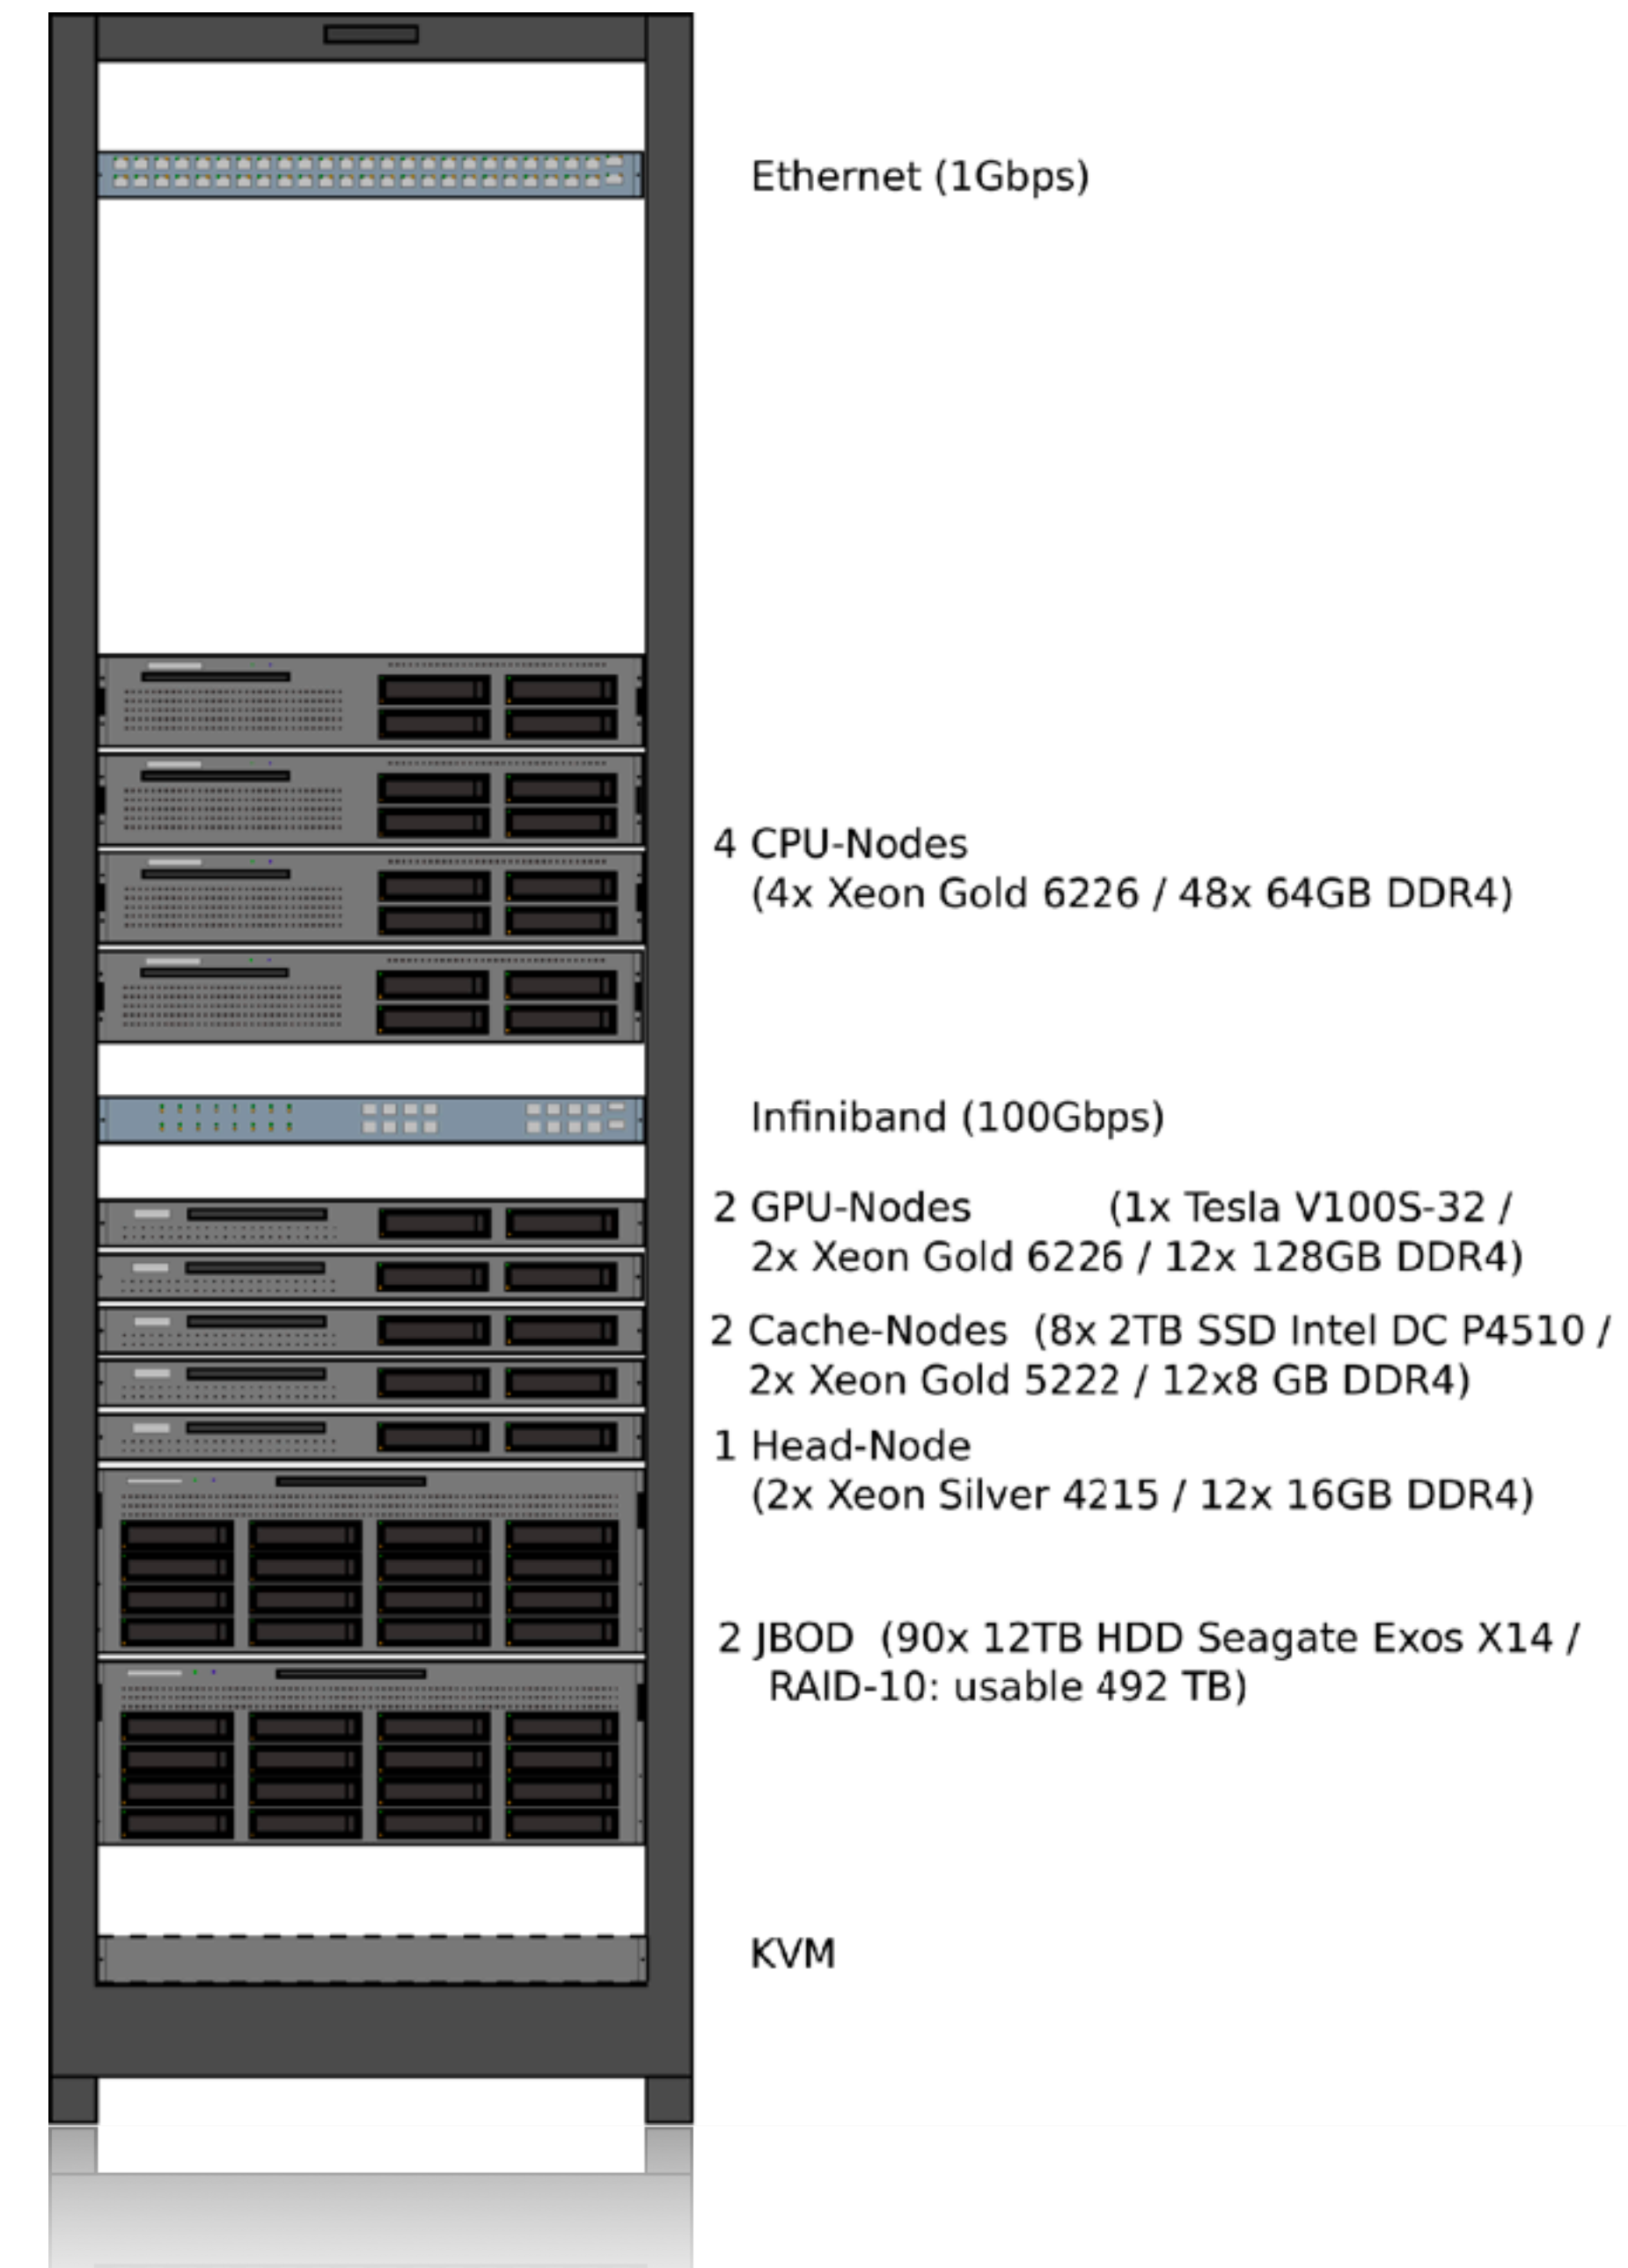 Ethernet (1Gbps)
4 CPU-Nodes
(4x Xeon Gold 6226 / 48x 64GB DDR4)
Infiniband (100Gbps)
2 GPU-Nodes (1x Tesla V100S-32 /
2x Xeon Gold 6226 / 12x 128GB DDR4)
2 Cache-Nodes (8x 2TB SSD Intel DC P4510 /
2x Xeon Gold 5222 / 12x8 GB DDR4)
1 Head-Node
(2x Xeon Silver 4215 / 12x 16GB DDR4)
2 JBOD (90x 12TB HDD Seagate Exos X14 /
RAID-10: usable 492 TB)
KVM